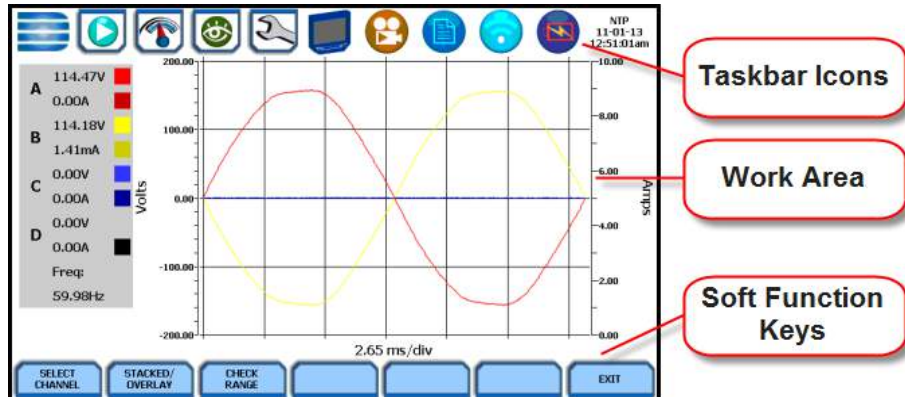 NTP
11-01-13
12:51:01am
Taskbar Icons
A 114.47V
0.00A
B 114.18V
1.41mA
C 0.00V
0.00A
D 0.00V
0.00A
Freq:
59.98Hz
200.00
100.00
0.00
-100.00
-200.00
Volts
10.00
8.00
6.00
4.00
2.00
0.00
Amps
2.65 ms/div
Work Area
Soft Function
Keys
SELECT
CHANNEL
STACKED/
OVERLAY
CHECK
RANGE
EXIT